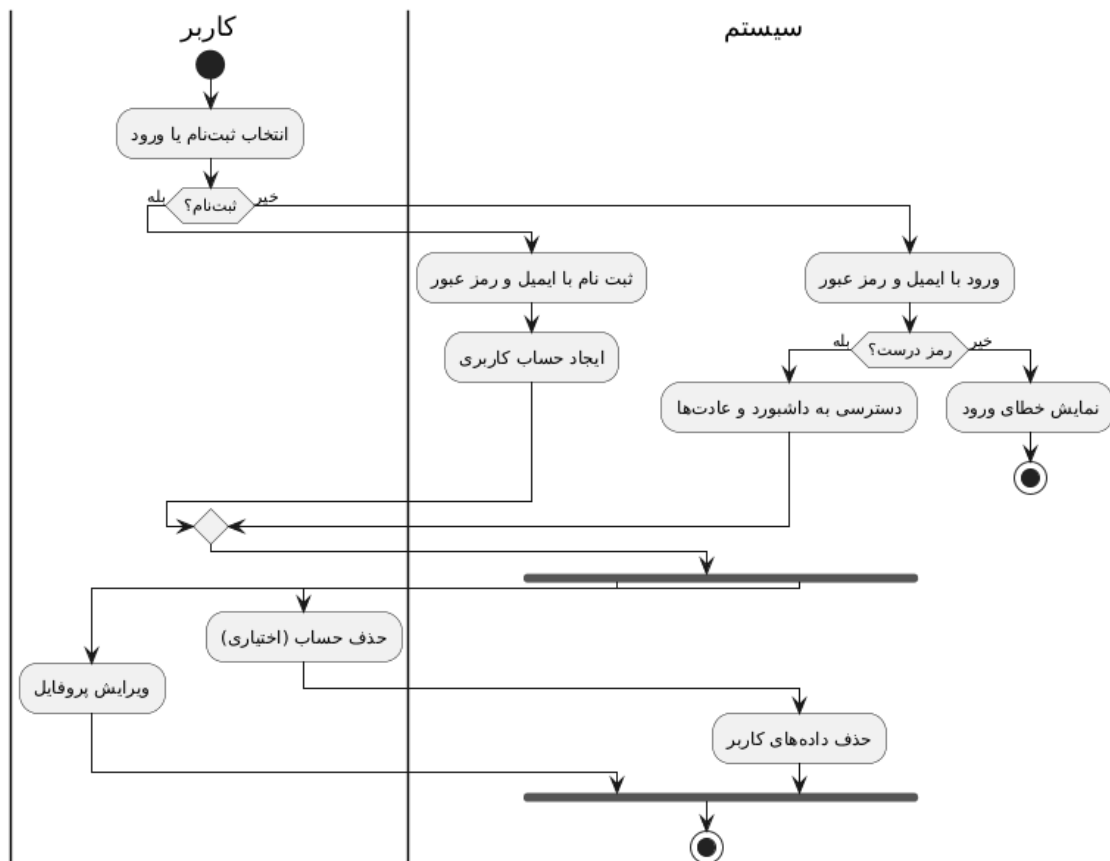 کاربر
سیستم
انتخاب ثبت‌نام یا ورود
ثبت‌نام؟
بله
خیر
ثبت نام با ایمیل و رمز عبور
ورود با ایمیل و رمز عبور
ایجاد حساب کاربری
رمز درست؟
بله
خیر
دسترسی به داشبورد و عادت‌ها
نمایش خطای ورود
حذف حساب (اختیاری)
ویرایش پروفایل
حذف داده‌های کاربر